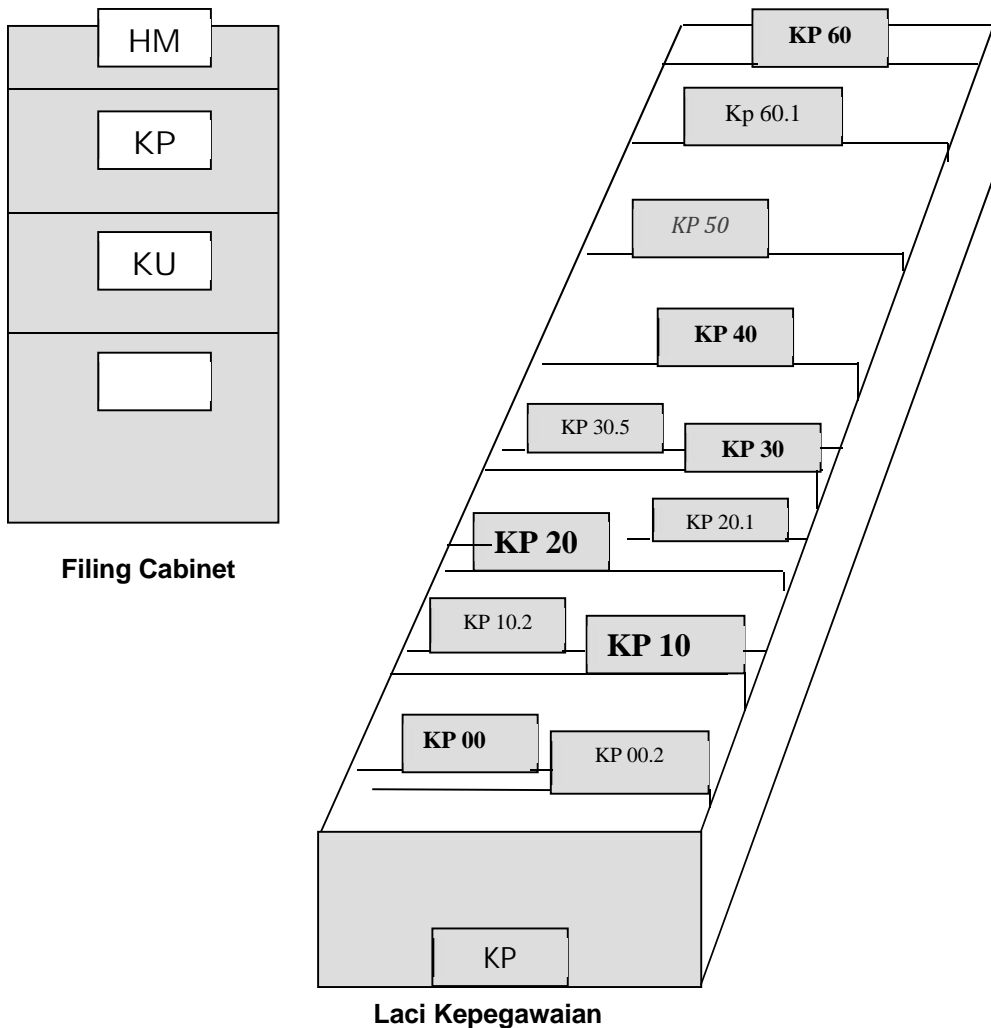 HM
KP
KU
Filing Cabinet
KP 60
Kp 60.1
KP 50
KP 40
KP 30.5
KP 30
KP 20.1
KP 20
KP 10.2
KP 10
KP 00
KP 00.2
KP
Laci Kepegawaian